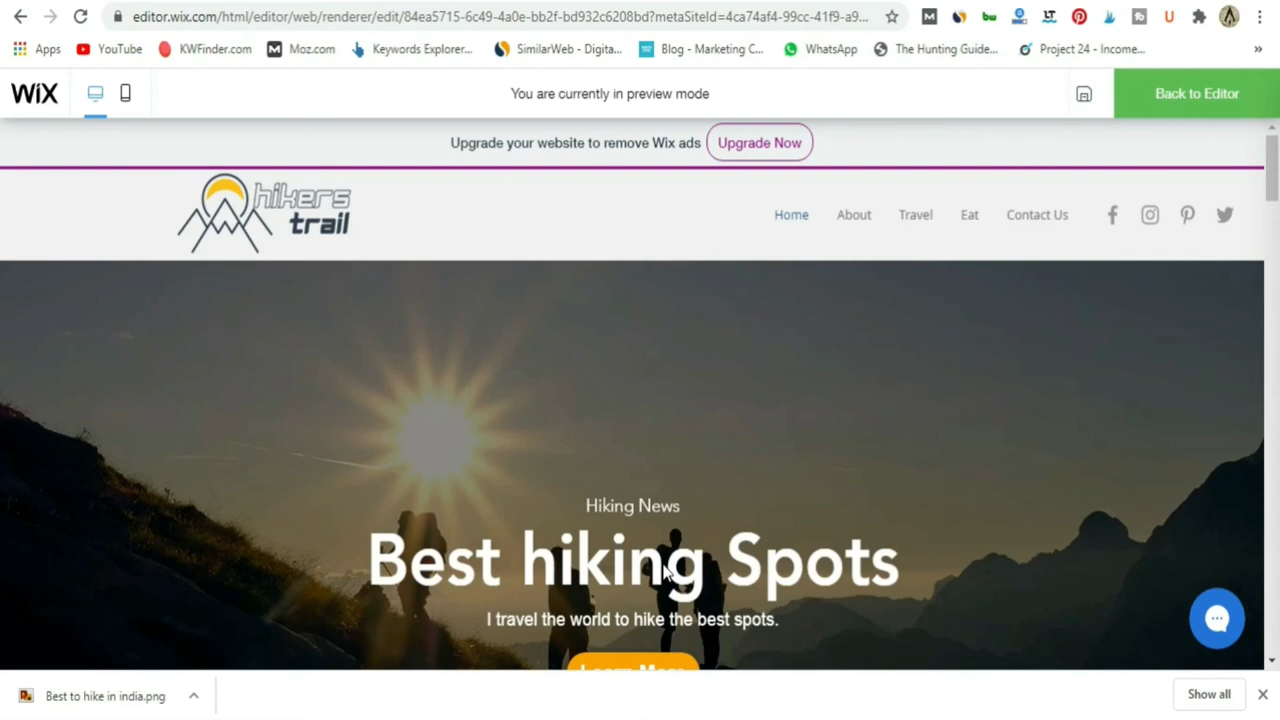 editor.wix.com/html/editor/web/renderer/edit/84ea5715-6c49-4a0e-bb2f-bd932c6208bd?metaSiteId=4ca74af4-99cc-41f9-a9...
Apps YouTube KWFinder.com Moz.com Keywords Explorer... SimilarWeb - Digita... Blog - Marketing C... WhatsApp The Hunting Guide... Project 24 - Income... »
WiX You are currently in preview mode Back to Editor
Upgrade your website to remove Wix ads Upgrade Now
hikers
trail
Home About Travel Eat Contact Us
Hiking News
Best hiking Spots
I travel the world to hike the best spots.
Learn More
Best to hike in india.png Show all